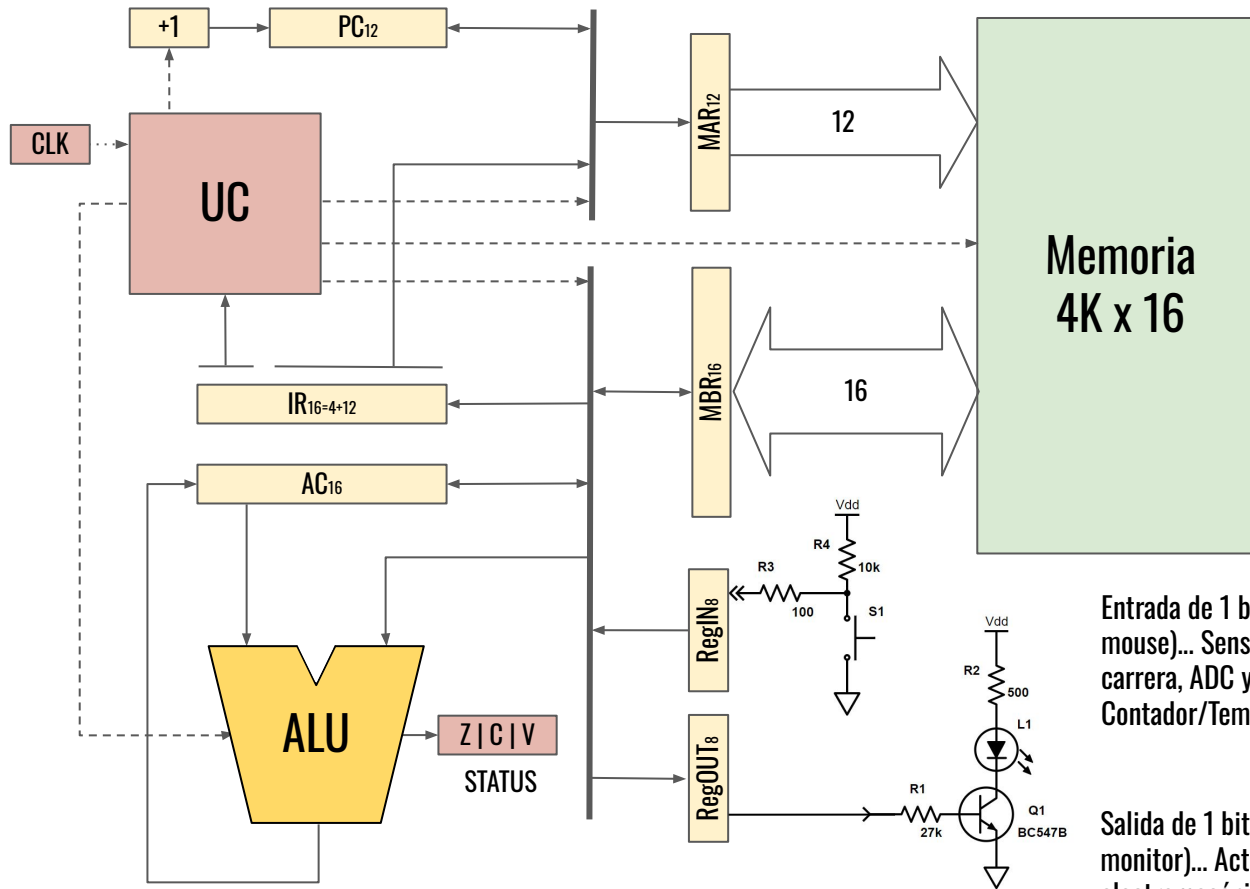 +1
PC12
CLK
UC
MAR12
12
Memoria
4K x 16
IR16=4+12
MBR16
16
AC16
Vdd
R4
10k
R3
100
S1
RegIN8
ALU
Z | C | V
STATUS
RegOUT8
Vdd
R2
500
L1
R1
27k
Q1
BC547B
Entrada de 1 b
mouse)... Sens
carrera, ADC y
Contador/Tem
Salida de 1 bit
monitor)... Act